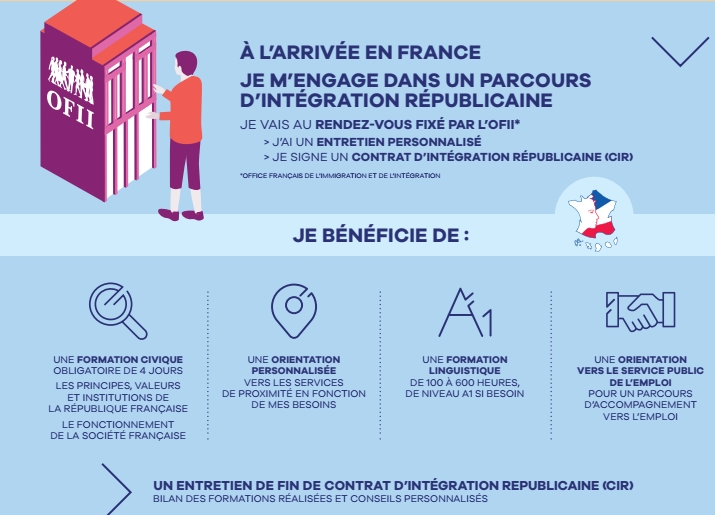 OFII
À L'ARRIVÉE EN FRANCE
JE M'ENGAGE DANS UN PARCOURS
D'INTÉGRATION RÉPUBLICAINE
JE VAIS AU RENDEZ-VOUS FIXÉ PAR L'OFII*
> J'AI UN ENTRETIEN PERSONNALISÉ
> JE SIGNE UN CONTRAT D'INTÉGRATION RÉPUBLICAINE (CIR)
*OFFICE FRANÇAIS DE L'IMMIGRATION ET DE L'INTÉGRATION
JE BÉNÉFICIE DE :
UNE FORMATION CIVIQUE
OBLIGATOIRE DE 4 JOURS
LES PRINCIPES, VALEURS
ET INSTITUTIONS DE
LA RÉPUBLIQUE FRANÇAISE
LE FONCTIONNEMENT
DE LA SOCIÉTÉ FRANÇAISE
UNE ORIENTATION
PERSONNALISÉE
VERS LES SERVICES
DE PROXIMITÉ EN FONCTION
DE MES BESOINS
A1
UNE FORMATION
LINGUISTIQUE
DE 100 À 600 HEURES,
DE NIVEAU A1 SI BESOIN
UNE ORIENTATION
VERS LE SERVICE PUBLIC
DE L'EMPLOI
POUR UN PARCOURS
D'ACCOMPAGNEMENT
VERS L'EMPLOI
UN ENTRETIEN DE FIN DE CONTRAT D'INTÉGRATION REPUBLICAINE (CIR)
BILAN DES FORMATIONS RÉALISÉES ET CONSEILS PERSONNALISÉS